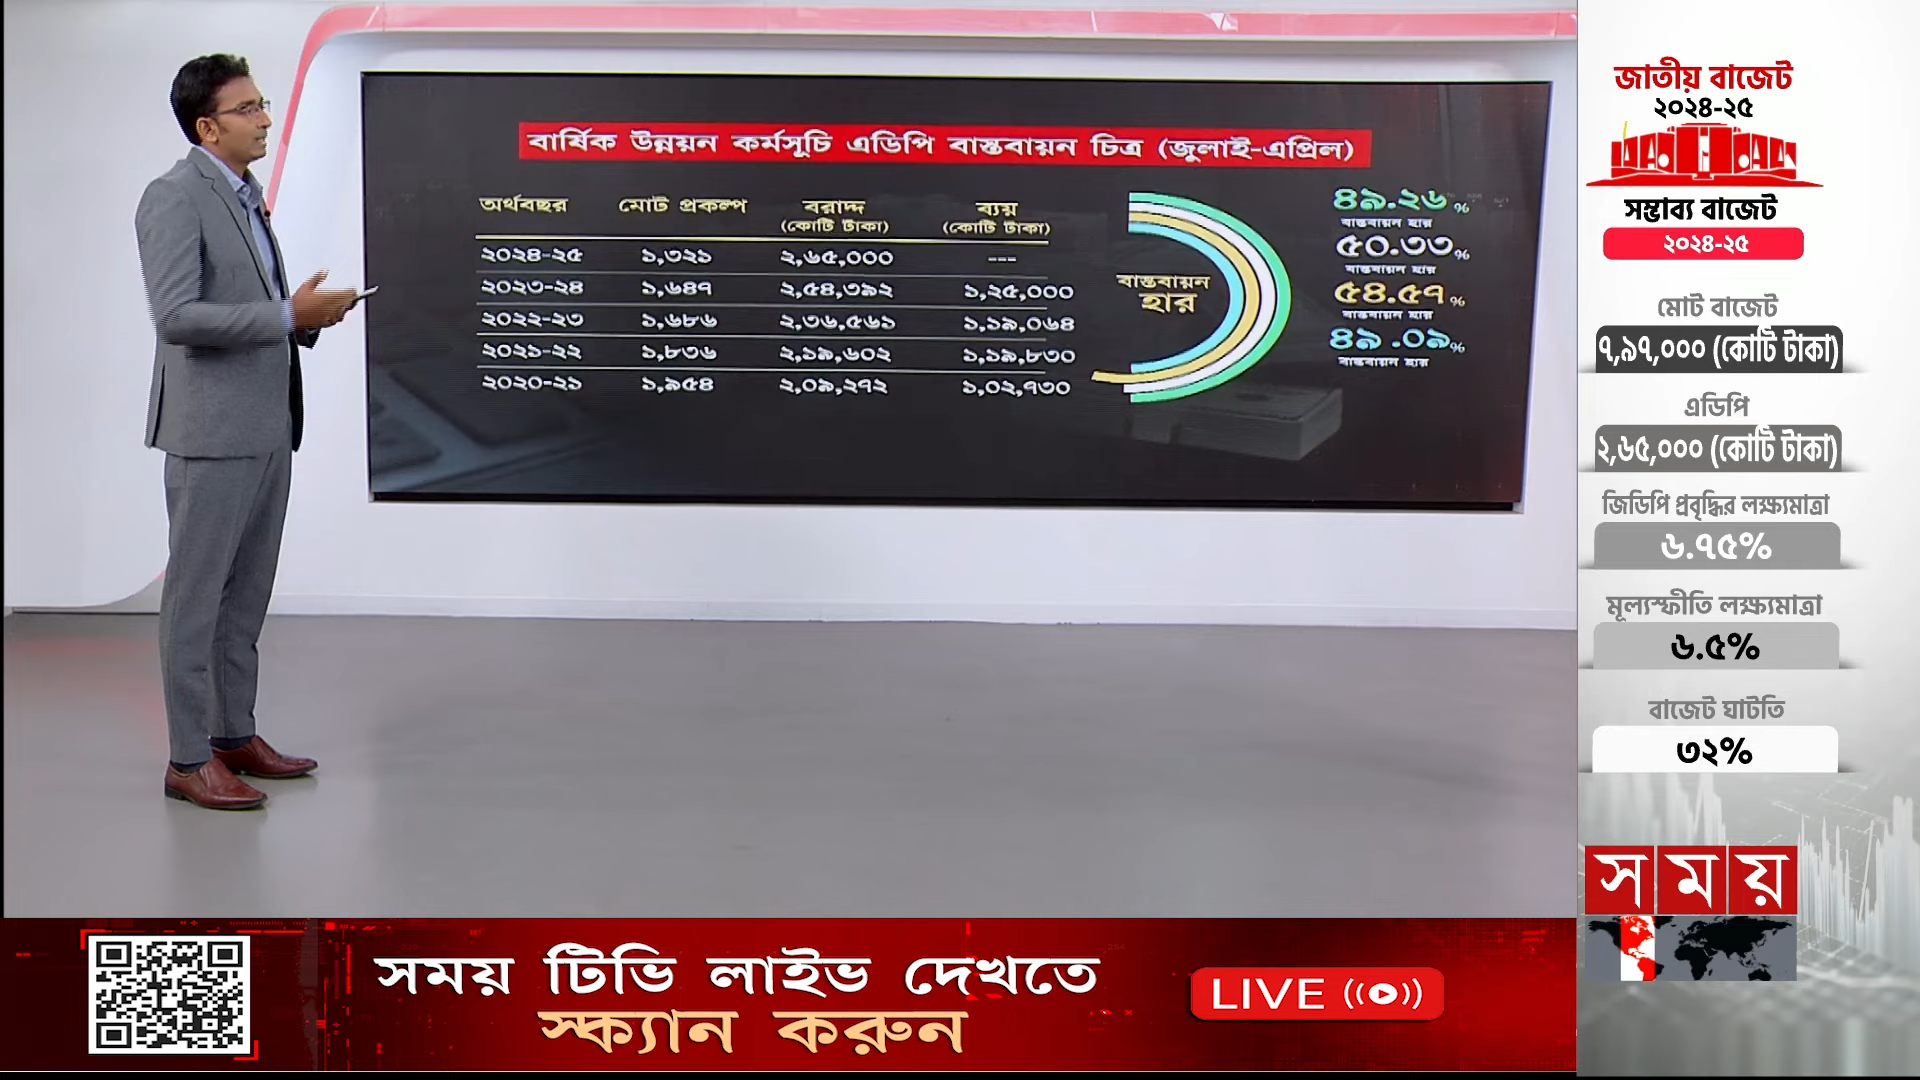 বার্ষিক উন্নয়ন কর্মসূচি এডিপি বাস্তবায়ন চিত্র (জুলাই-এপ্রিল)
অর্থবছর মোট প্রকল্প বরাদ্দ (কোটি টাকা) ব্যয় (কোটি টাকা)
২০২৪-২৫ ১,৩২১ ২,৬৫,০০০ ---
২০২৩-২৪ ১,৬৪৭ ২,৫৪,৩৯২ ১,২৫,০০০
২০২২-২৩ ১,৬৮৬ ২,৩৬,৫৬১ ১,১৯,০৬৪
২০২১-২২ ১,৮৩৬ ২,১৯,৬০২ ১,১৯,৮৩০
২০২০-২১ ১,৯৫৪ ২,০৯,২৭২ ১,০২,৭৩০
বাস্তবায়ন
হার
৪৯.২৬ %
বাস্তবায়ন হার
৫০.৩৩ %
বাস্তবায়ন হার
৫৪.৫৭ %
বাস্তবায়ন হার
৪৯.০৯ %
বাস্তবায়ন হার
জাতীয় বাজেট
২০২৪-২৫
সম্ভাব্য বাজেট
২০২৪-২৫
মোট বাজেট
৭,৯৭,০০০ (কোটি টাকা)
এডিপি
২,৬৫,০০০ (কোটি টাকা)
জিডিপি প্রবৃদ্ধির লক্ষ্যমাত্রা
৬.৭৫%
মূল্যস্ফীতি লক্ষ্যমাত্রা
৬.৫%
বাজেট ঘাটতি
৩২%
সময়
সময় টিভি লাইভ দেখতে
স্ক্যান করুন
LIVE